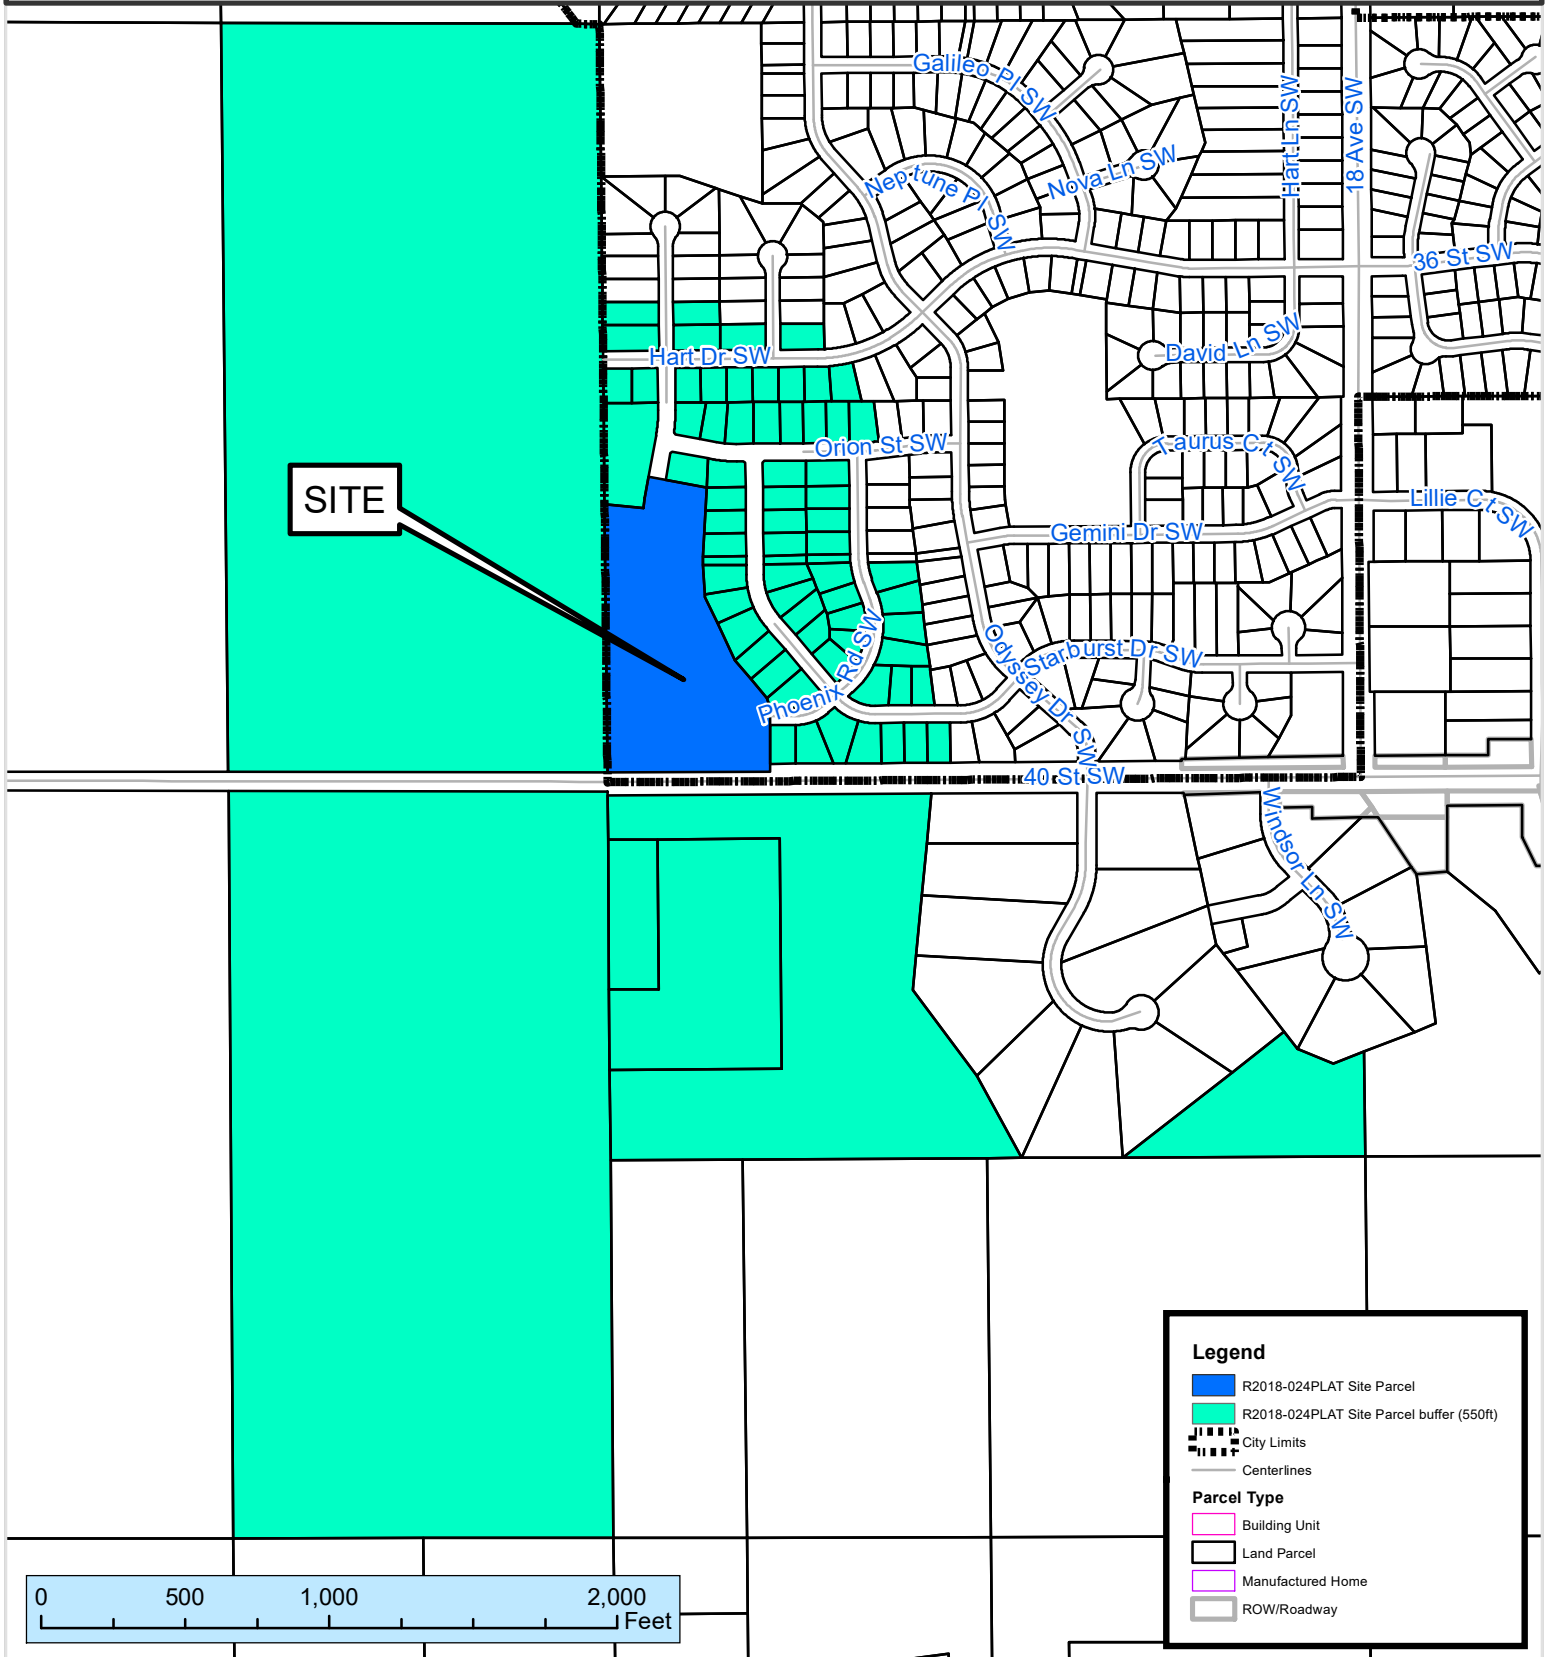 Galileo Pl SW
Neptune Pl SW
Nova Ln SW
Hart Ln SW
18 Ave SW
36 St SW
David Ln SW
Hart Dr SW
Orion St SW
Taurus Ct SW
Lillie Ct SW
SITE
Gemini Dr SW
Phoenix Rd SW
Odyssey Dr SW
Starburst Dr SW
40 St SW
Windsor Ln SW
Legend
R2018-024PLAT Site Parcel
R2018-024PLAT Site Parcel buffer (550ft)
City Limits
Centerlines
Parcel Type
Building Unit
Land Parcel
Manufactured Home
ROW/Roadway
0 500 1,000 2,000
Feet